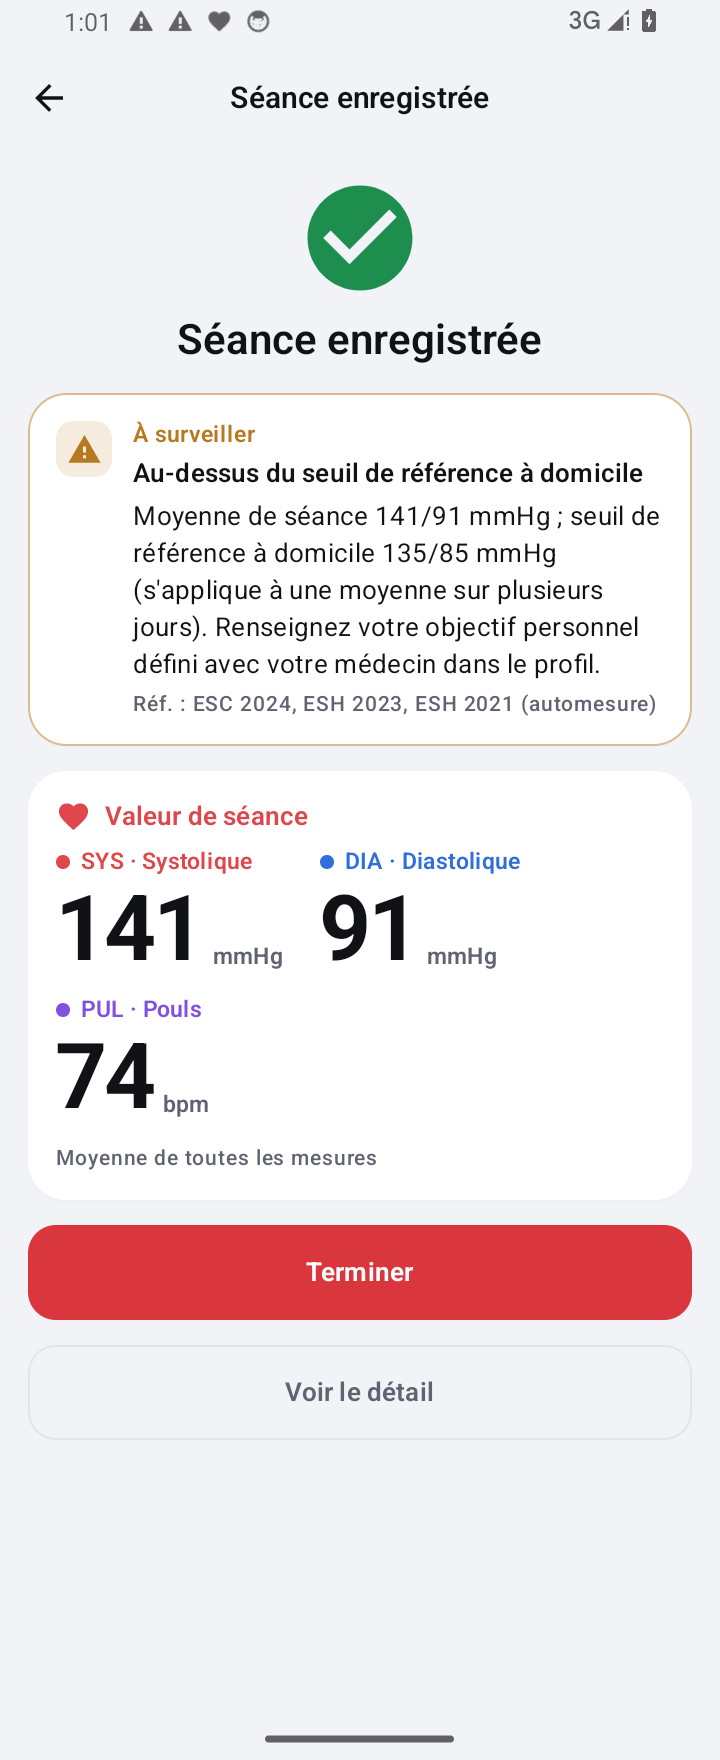 1:01
3G
Séance enregistrée
Séance enregistrée
À surveiller
Au-dessus du seuil de référence à domicile
Moyenne de séance 141/91 mmHg ; seuil de
référence à domicile 135/85 mmHg
(s'applique à une moyenne sur plusieurs
jours). Renseignez votre objectif personnel
défini avec votre médecin dans le profil.
Réf. : ESC 2024, ESH 2023, ESH 2021 (automesure)
Valeur de séance
SYS · Systolique
141 mmHg
DIA · Diastolique
91 mmHg
PUL · Pouls
74 bpm
Moyenne de toutes les mesures
Terminer
Voir le détail